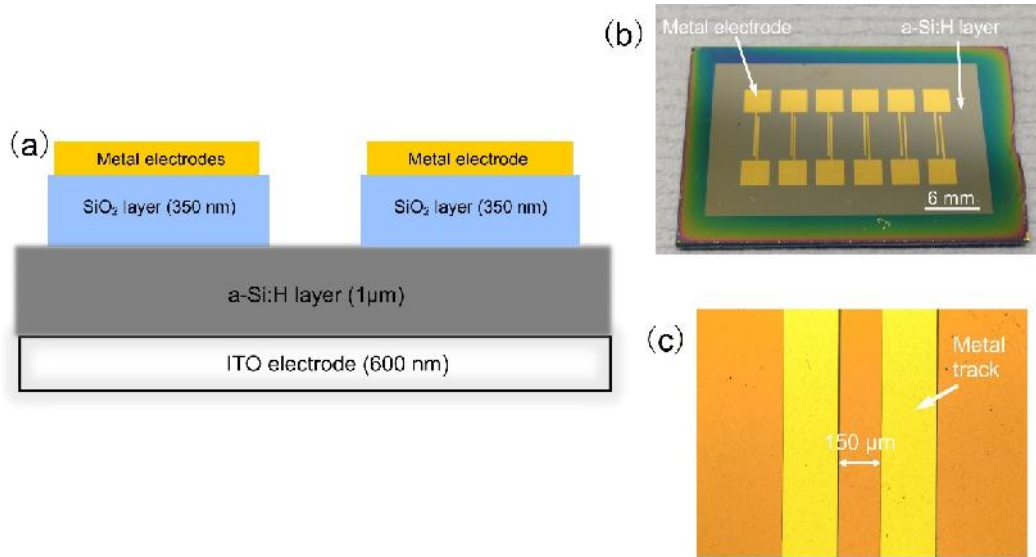 (a)
Metal electrodes
Metal electrode
SiO₂ layer (350 nm)
SiO₂ layer (350 nm)
a-Si:H layer (1μm)
ITO electrode (600 nm)
(b)
Metal electrode
a-Si:H layer
6 mm
(c)
Metal
track
150 μm